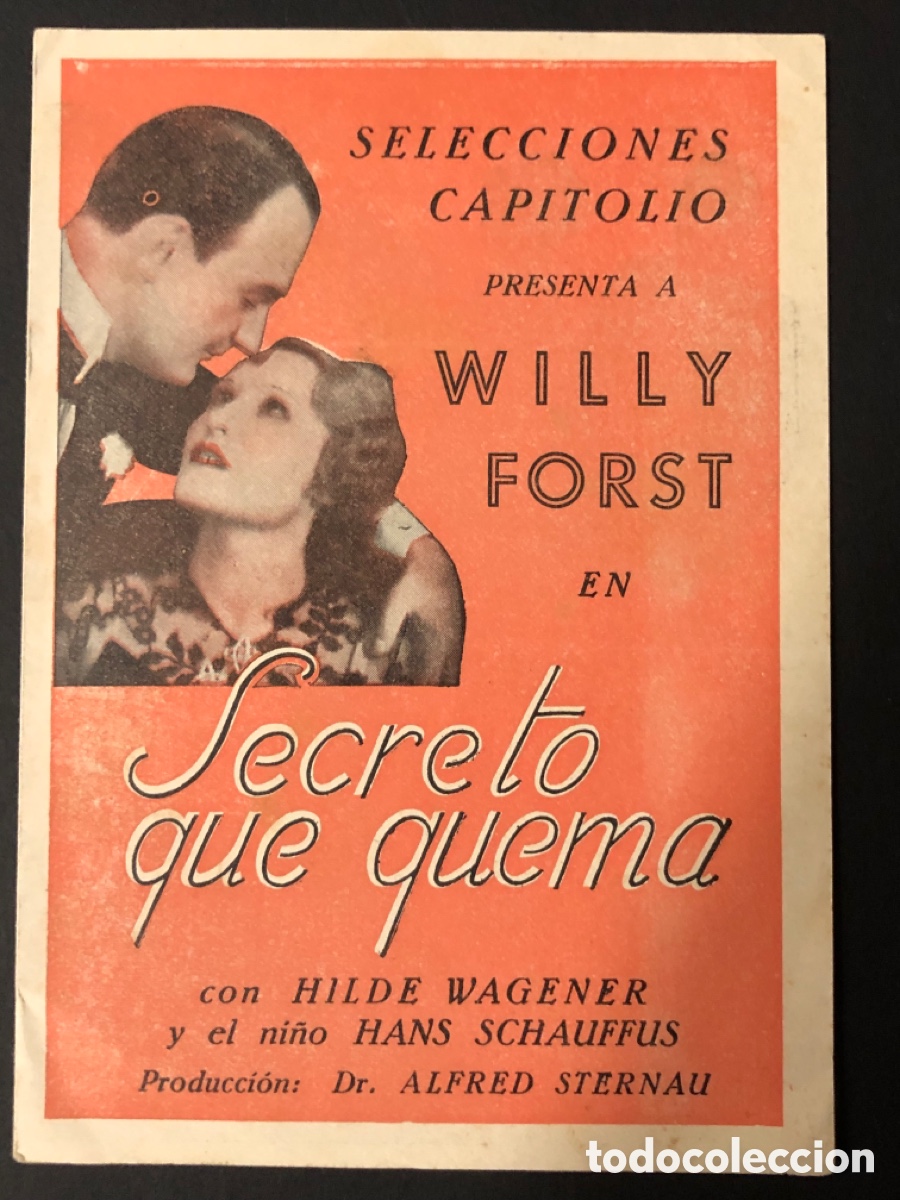 SELECCIONES
CAPITOLIO
PRESENTA A
WILLY
FORST
EN
Secreto
que quema
con HILDE WAGENER
y el niño HANS SCHAUFFUS
Producción: Dr. ALFRED STERNAU
todocoleccion